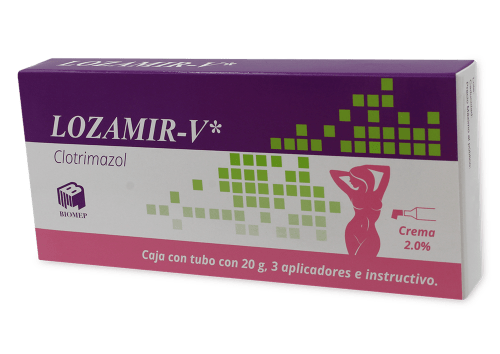 LOZAMIR-V*
Clotrimazol
BIOMEP
Crema
2.0%
Caja con tubo con 20 g, 3 aplicadores e instructivo.